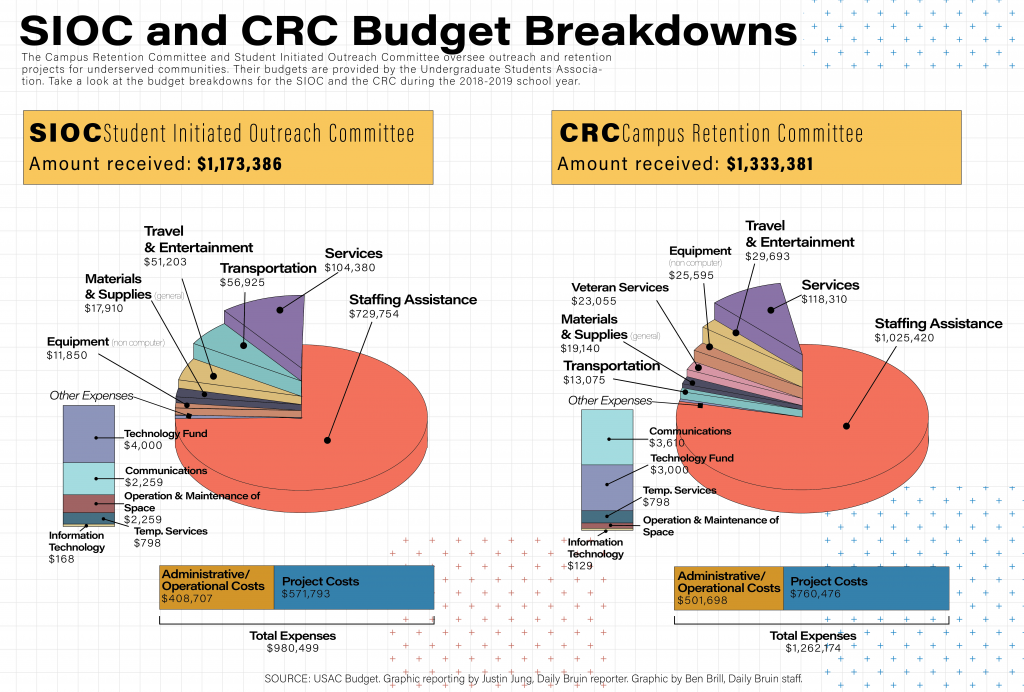 SIOC and CRC Budget Breakdowns
The Campus Retention Committee and Student Initiated Outreach Committee oversee outreach and retention
projects for underserved communities. Their budgets are provided by the Undergraduate Students Associa-
tion. Take a look at the budget breakdowns for the SIOC and the CRC during the 2018-2019 school year.
SIOC Student Initiated Outreach Committee
Amount received: $1,173,386
Travel
& Entertainment
$51,203
Transportation
$56,925
Services
$104,380
Materials
& Supplies (general)
$17,910
Staffing Assistance
$729,754
Equipment (non computer)
$11,850
Other Expenses
Technology Fund
$4,000
Communications
$2,259
Operation & Maintenance of
Space
$2,259
Temp. Services
$798
Information
Technology
$168
Administrative/
Operational Costs
$408,707
Project Costs
$571,793
Total Expenses
$980,499
CRC Campus Retention Committee
Amount received: $1,333,381
Travel
& Entertainment
$29,693
Equipment
(non computer)
$25,595
Services
$118,310
Veteran Services
$23,055
Materials
& Supplies (general)
$19,140
Staffing Assistance
$1,025,420
Transportation
$13,075
Other Expenses
Communications
$3,610
Technology Fund
$3,000
Temp. Services
$798
Operation & Maintenance of
Space
Information
Technology
$129
Administrative/
Operational Costs
$501,698
Project Costs
$760,476
Total Expenses
$1,262,174
SOURCE: USAC Budget. Graphic reporting by Justin Jung, Daily Bruin reporter. Graphic by Ben Brill, Daily Bruin staff.